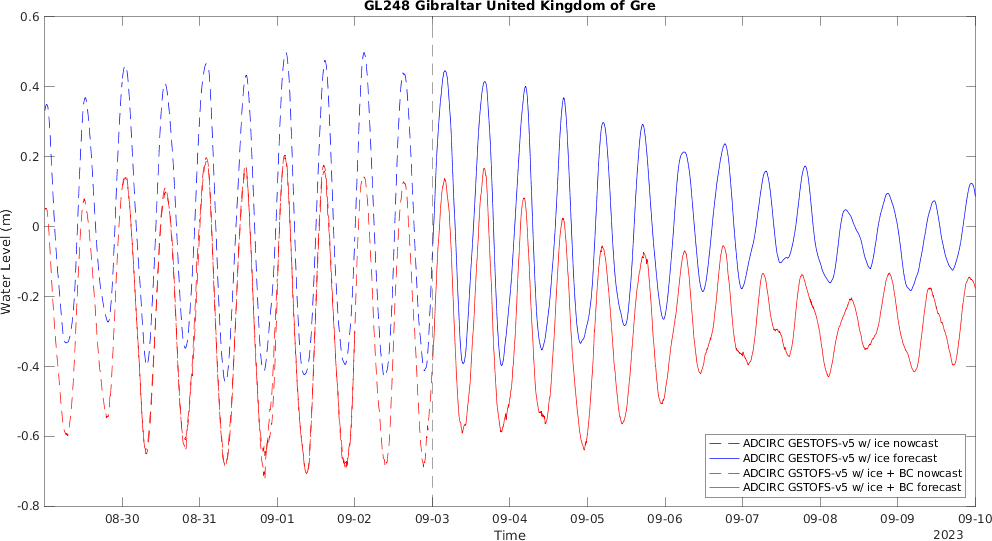 GL248 Gibraltar United Kingdom of Gre
0.6
0.4
0.2
0
-0.2
-0.4
-0.6
-0.8
Water Level (m)
08-30 08-31 09-01 09-02 09-03 09-04 09-05 09-06 09-07 09-08 09-09 09-10
Time 2023
ADCIRC GESTOFS-v5 w/ ice nowcast
ADCIRC GESTOFS-v5 w/ ice forecast
ADCIRC GSTOFS-v5 w/ ice + BC nowcast
ADCIRC GSTOFS-v5 w/ ice + BC forecast